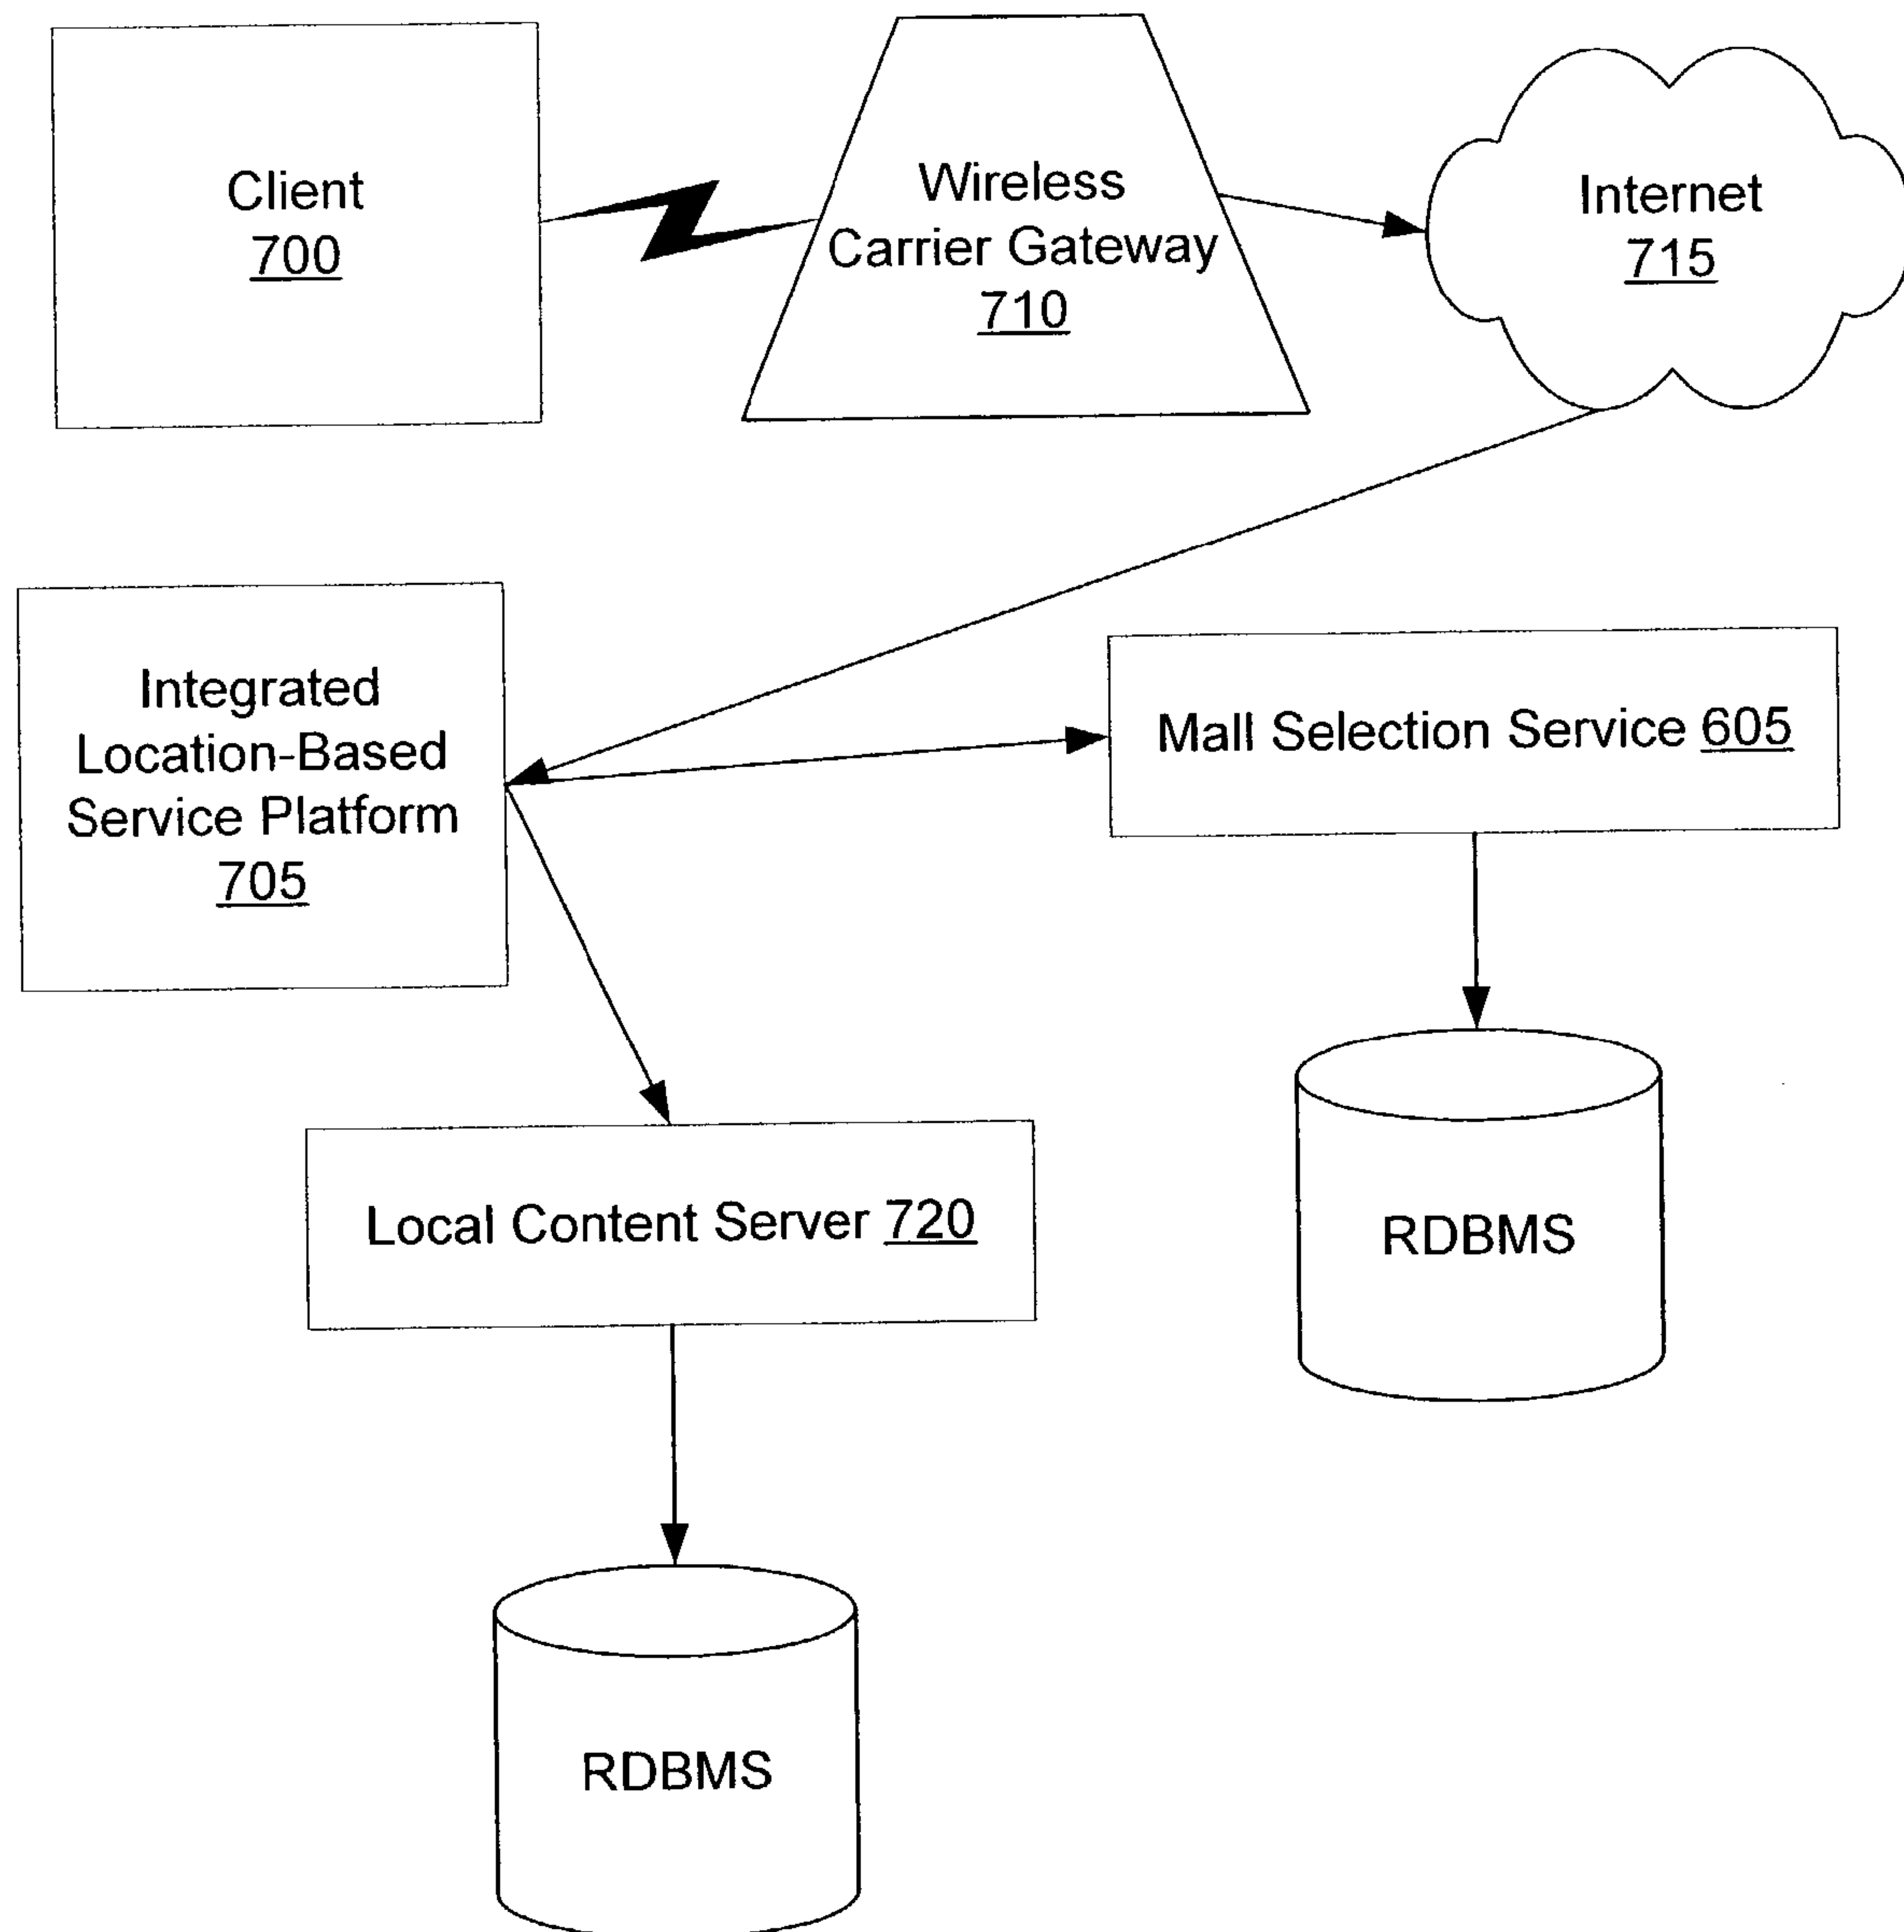 Client
700
Wireless
Carrier Gateway
710
Internet
715
Integrated
Location-Based
Service Platform
705
Mall Selection Service 605
Local Content Server 720
RDBMS
RDBMS